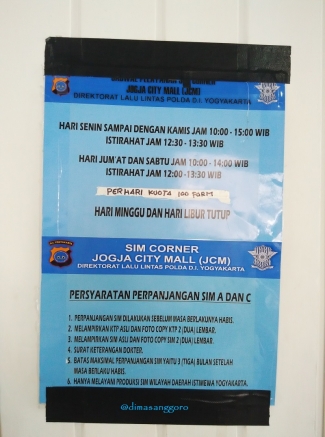 JADWAL PELAYANAN SIM CORNER
JOGJA CITY MALL (JCM)
DIREKTORAT LALU LINTAS POLDA D.I. YOGYAKARTA
HARI SENIN SAMPAI DENGAN KAMIS JAM 10:00 - 15:00 WIB
ISTIRAHAT JAM 12:30 - 13:30 WIB
HARI JUM'AT DAN SABTU JAM 10:00 - 14:00 WIB
ISTIRAHAT JAM 12:00 -13:30 WIB
PERHARI KUOTA 100 FORM
HARI MINGGU DAN HARI LIBUR TUTUP
SIM CORNER
JOGJA CITY MALL (JCM)
DIREKTORAT LALU LINTAS POLDA D.I. YOGYAKARTA
PERSYARATAN PERPANJANGAN SIM A DAN C
1. PERPANJANGAN SIM DILAKUKAN SEBELUM MASA BERLAKUNYA HABIS.
2. MELAMPIRKAN KTP ASLI DAN FOTO COPY KTP 2 (DUA) LEMBAR.
3. MELAMPIRKAN SIM ASLI DAN FOTO COPY SIM 2 (DUA) LEMBAR.
4. SURAT KETERANGAN DOKTER.
5. BATAS MAKSIMAL PERPANJANGAN SIM YAITU 3 (TIGA) BULAN SETELAH
MASA BERLAKU HABIS.
6. HANYA MELAYANI PRODUKSI SIM WILAYAH DAERAH ISTIMEWA YOGYAKARTA.
@dimasanggoro